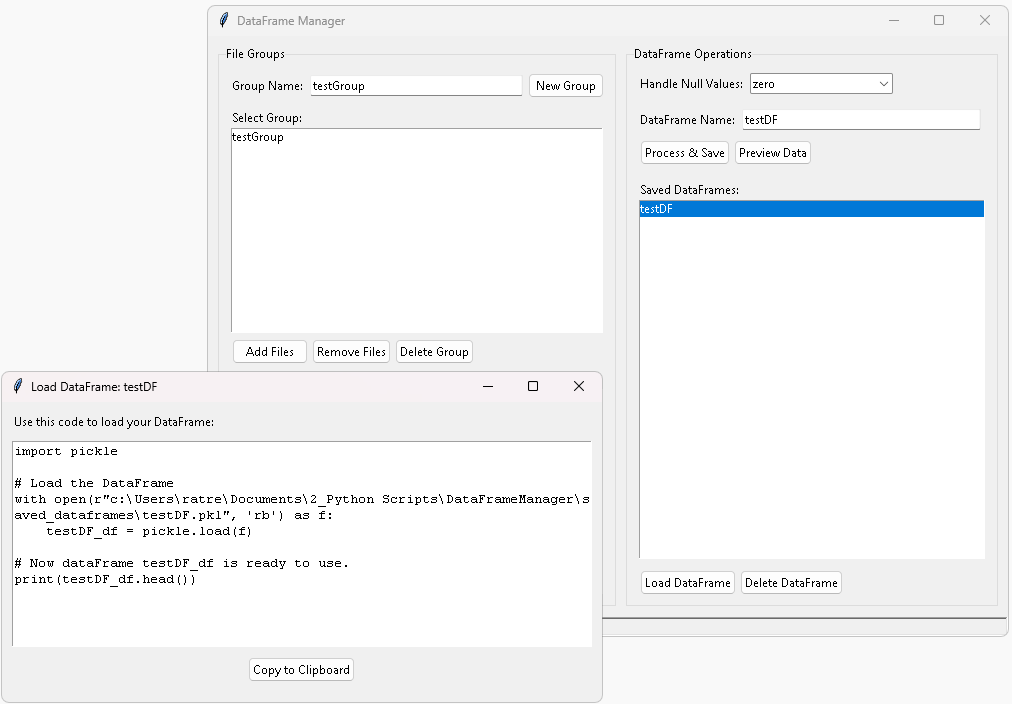 DataFrame Manager
File Groups
Group Name: testGroup New Group
Select Group:
testGroup
Add Files Remove Files Delete Group
DataFrame Operations
Handle Null Values: zero
DataFrame Name: testDF
Process & Save Preview Data
Saved DataFrames:
testDF
Load DataFrame Delete DataFrame
Load DataFrame: testDF
Use this code to load your DataFrame:
import pickle
# Load the DataFrame
with open(r"c:\Users\ratre\Documents\2_Python Scripts\DataFrameManager\s
aved_dataframes\testDF.pkl", 'rb') as f:
    testDF_df = pickle.load(f)
# Now dataFrame testDF_df is ready to use.
print(testDF_df.head())
Copy to Clipboard